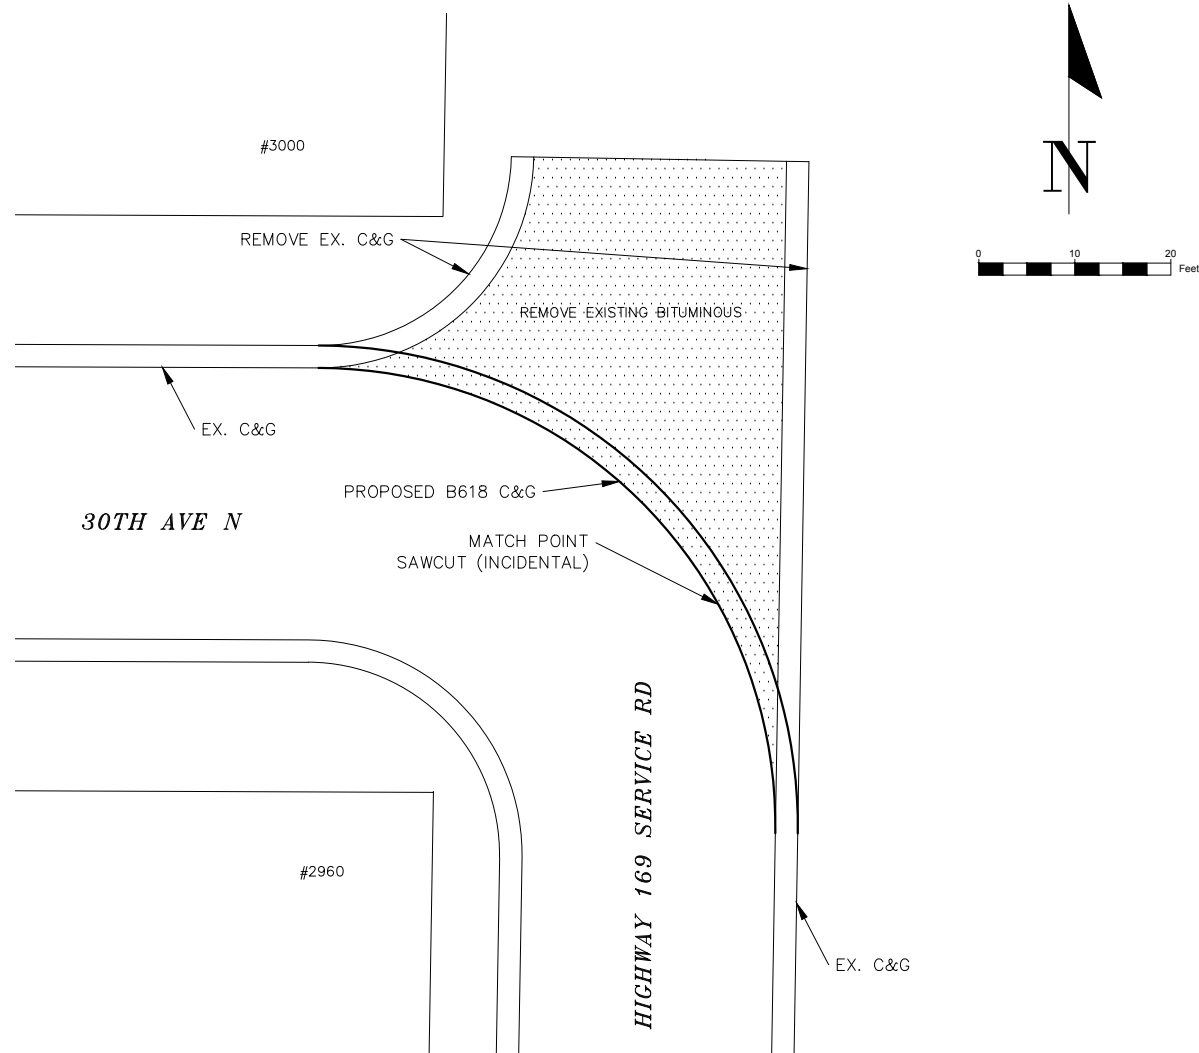 #3000
N
0 10 20
Feet
REMOVE EX. C&G
REMOVE EXISTING BITUMINOUS
EX. C&G
PROPOSED B618 C&G
30TH AVE N
MATCH POINT
SAWCUT (INCIDENTAL)
HIGHWAY 169 SERVICE RD
#2960
EX. C&G